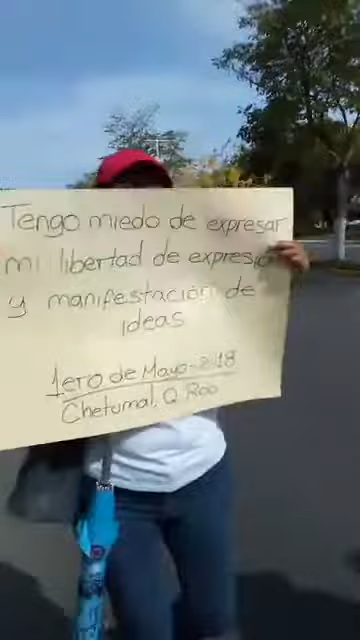 Tengo miedo de expresar
mi libertad de expresión
y manifestación de
ideas
1ero de Mayo-2018
Chetumal, Q. Roo